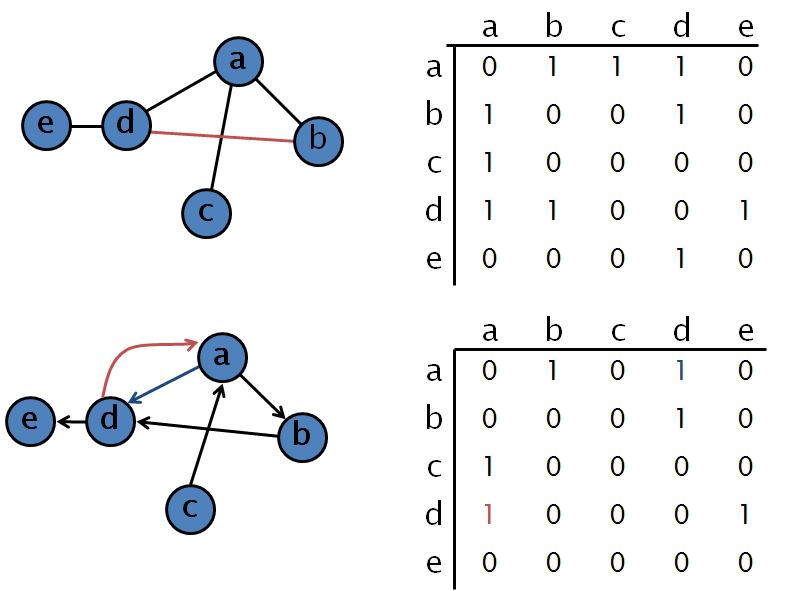 a
e
d
b
c
a b c d e
a 0 1 1 1 0
b 1 0 0 1 0
c 1 0 0 0 0
d 1 1 0 0 1
e 0 0 0 1 0
a
e
d
b
c
a b c d e
a 0 1 0 1 0
b 0 0 0 1 0
c 1 0 0 0 0
d 1 0 0 0 1
e 0 0 0 0 0